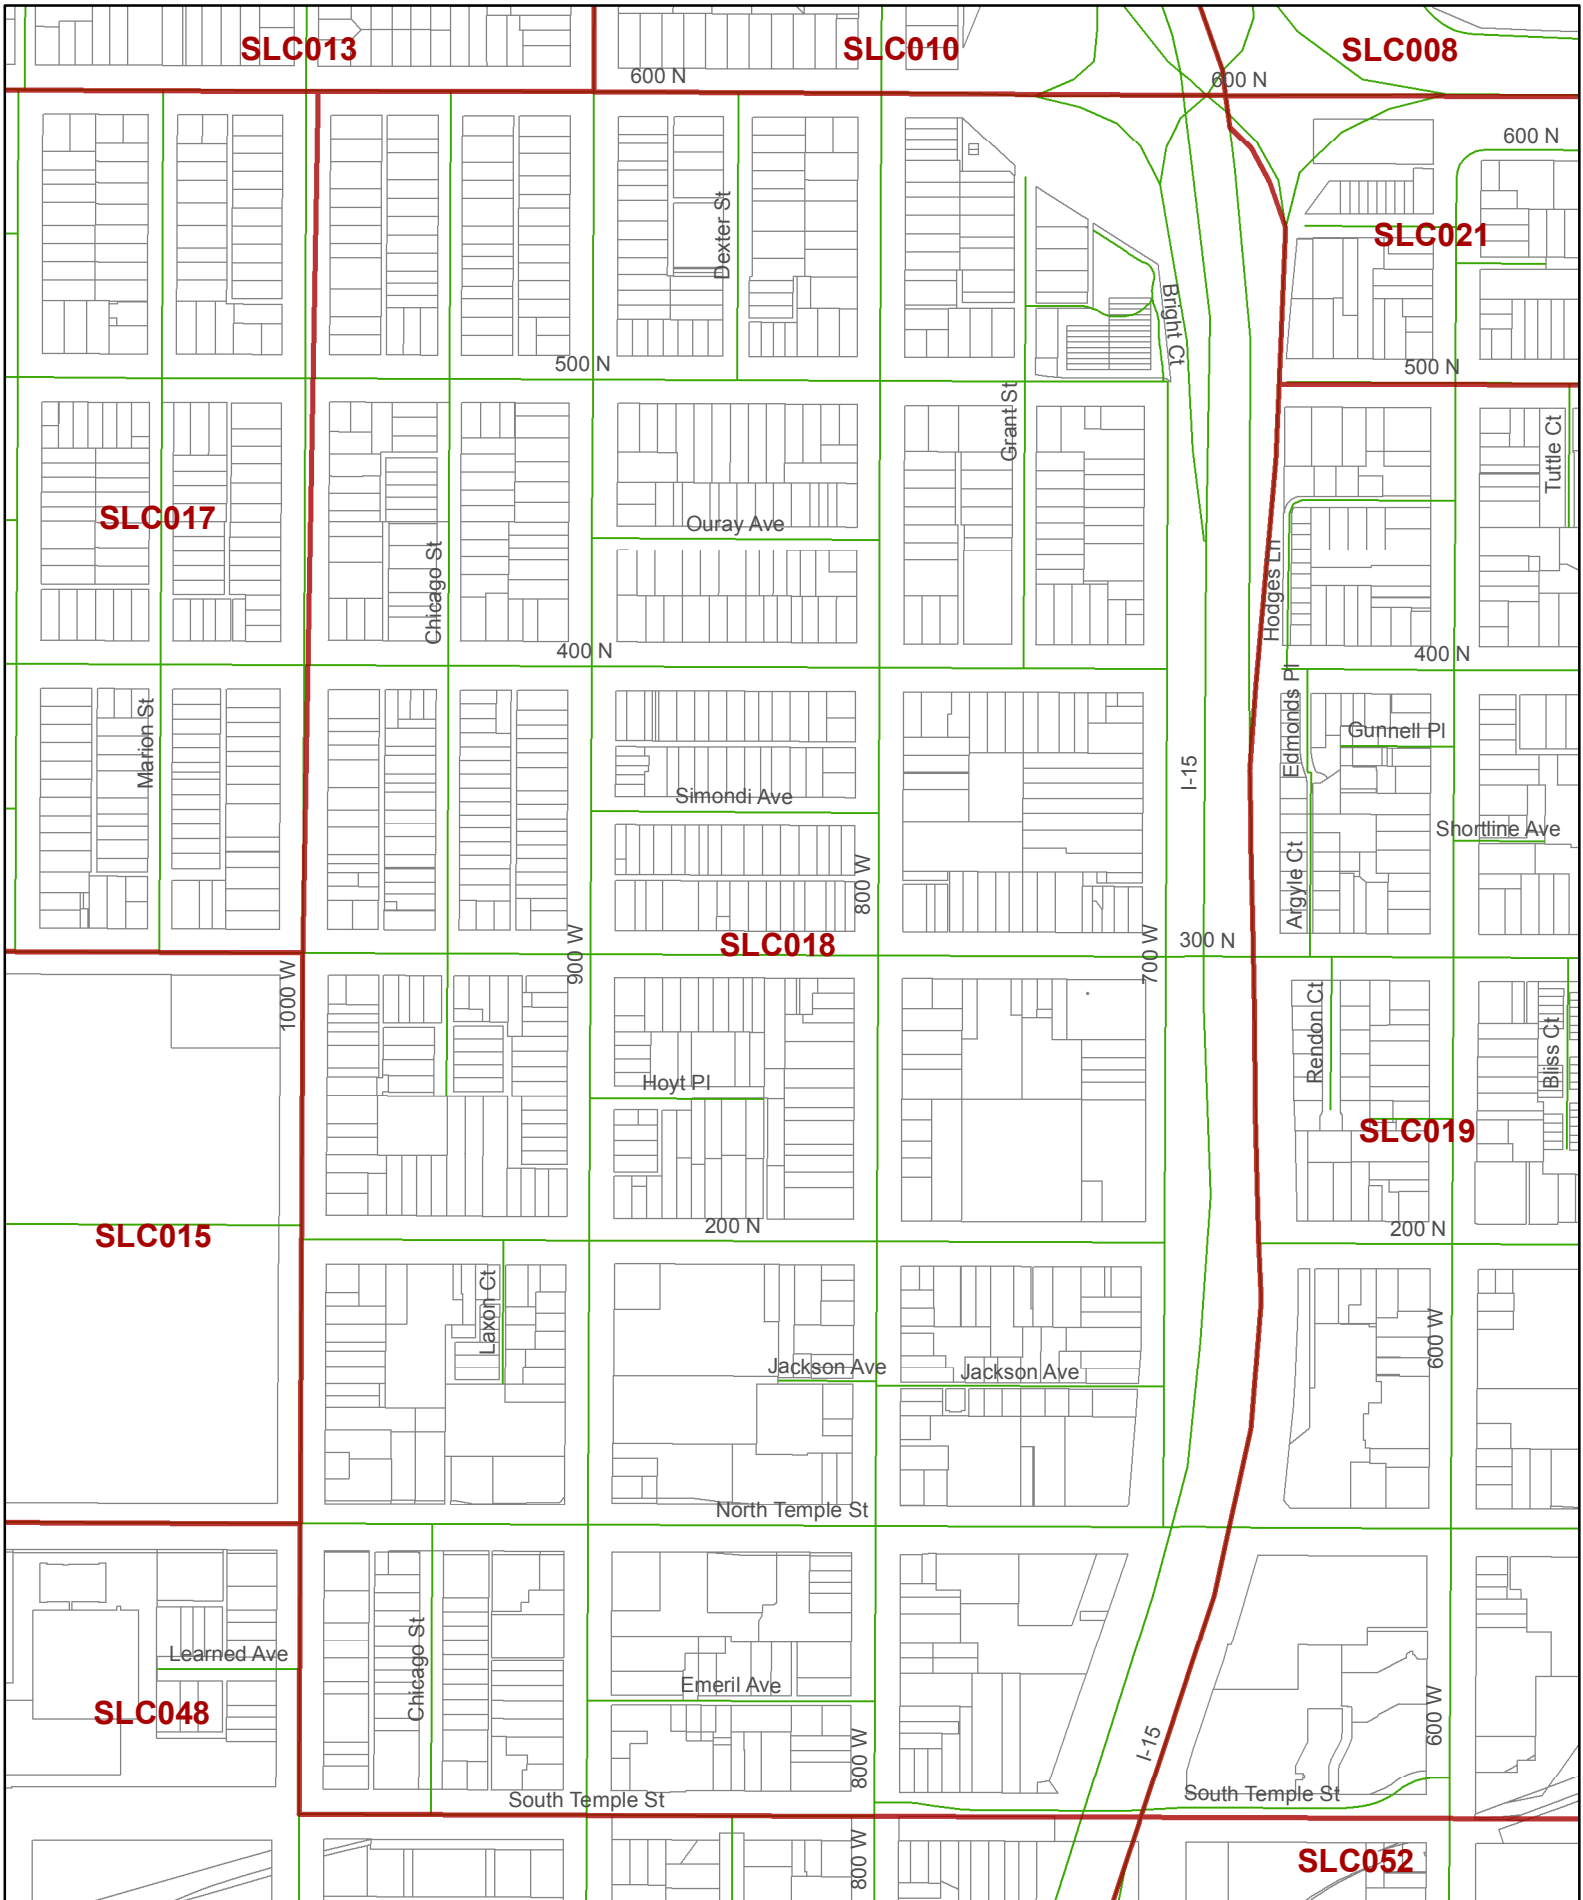 SLC013
SLC010
SLC008
600 N
600 N
600 N
Dexter St
SLC021
Bright Ct
500 N
500 N
Grant St
Tuttle Ct
SLC017
Ouray Ave
Chicago St
Hodges Ln
400 N
400 N
Marion St
Edmonds Pl
Gunnell Pl
I-15
Simondi Ave
Shortline Ave
800 W
Argyle Ct
SLC018
300 N
900 W
700 W
1000 W
Rendon Ct
Bliss Ct
Hoyt Pl
SLC019
SLC015
200 N
200 N
Laxon Ct
600 W
Jackson Ave
Jackson Ave
North Temple St
Learned Ave
Chicago St
Emeril Ave
SLC048
600 W
I-15
800 W
South Temple St
South Temple St
800 W
SLC052